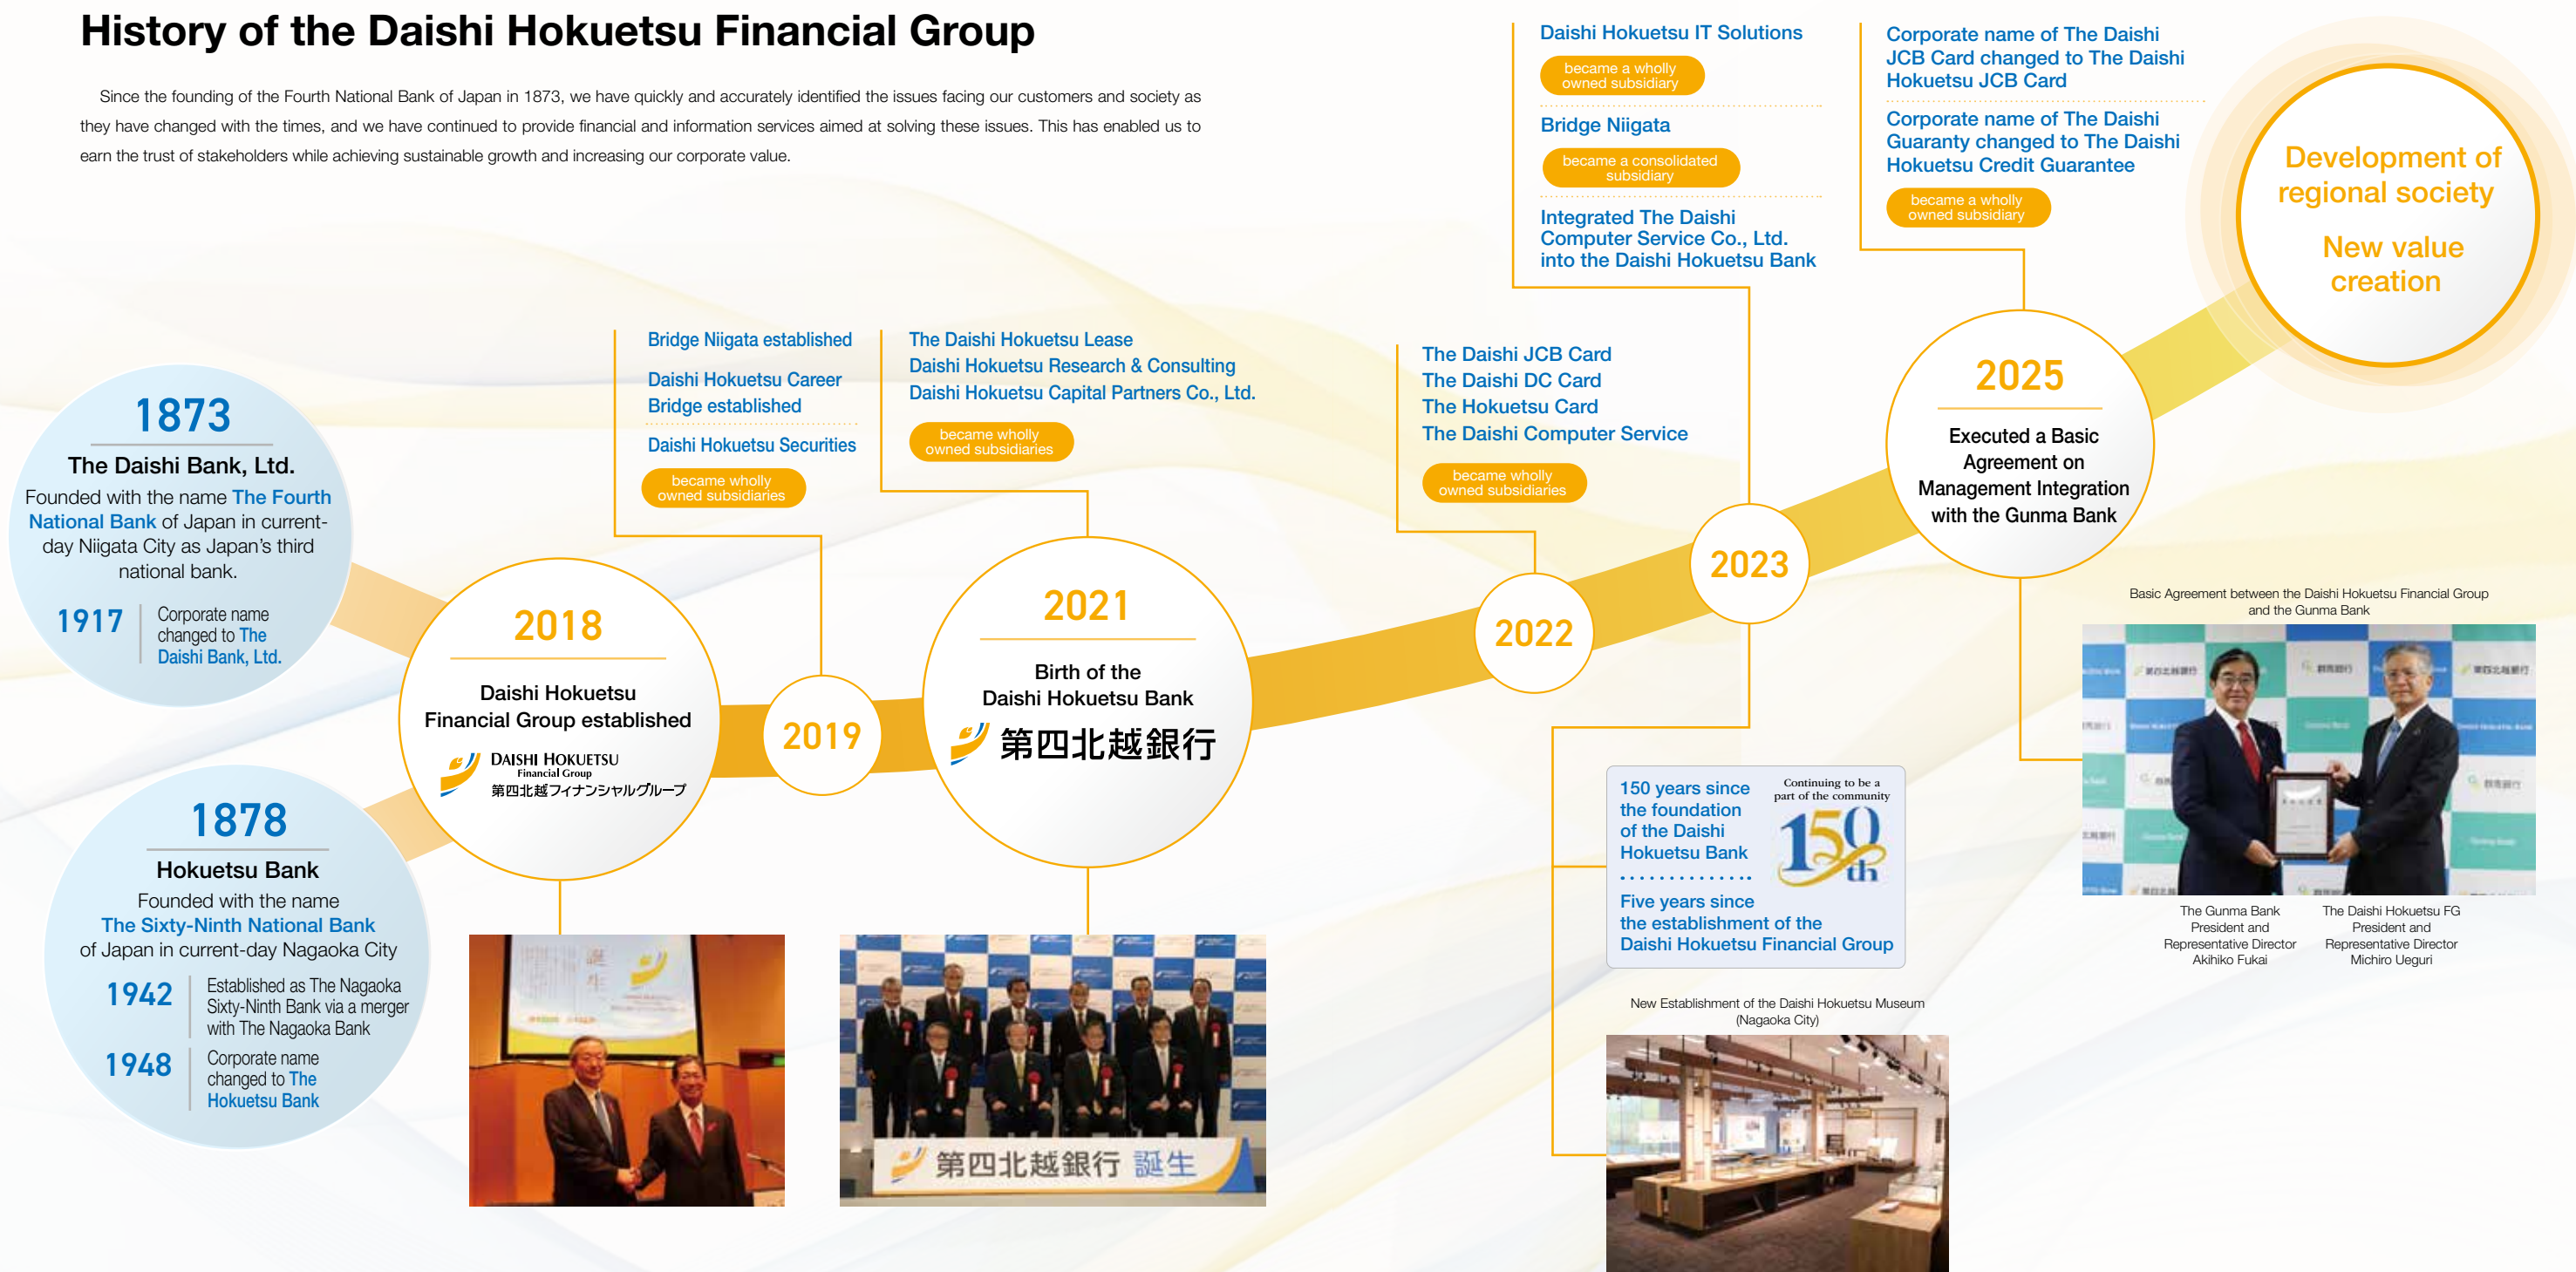 History of the Daishi Hokuetsu Financial Group
Since the founding of the Fourth National Bank of Japan in 1873, we have quickly and accurately identified the issues facing our customers and society as
they have changed with the times, and we have continued to provide financial and information services aimed at solving these issues. This has enabled us to
earn the trust of stakeholders while achieving sustainable growth and increasing our corporate value.
1873
The Daishi Bank, Ltd.
Founded with the name The Fourth
National Bank of Japan in current-
day Niigata City as Japan's third
national bank.
1917
Corporate name
changed to The
Daishi Bank, Ltd.
1878
Hokuetsu Bank
Founded with the name
The Sixty-Ninth National Bank
of Japan in current-day Nagaoka City
1942
Established as The Nagaoka
Sixty-Ninth Bank via a merger
with The Nagaoka Bank
1948
Corporate name
changed to The
Hokuetsu Bank
2018
Daishi Hokuetsu
Financial Group established
DAISHI HOKUETSU
Financial Group
第四北越フィナンシャルグループ
誕生
Bridge Niigata established
Daishi Hokuetsu Career
Bridge established
Daishi Hokuetsu Securities
became wholly
owned subsidiaries
2019
The Daishi Hokuetsu Lease
Daishi Hokuetsu Research & Consulting
Daishi Hokuetsu Capital Partners Co., Ltd.
became wholly
owned subsidiaries
2021
Birth of the
Daishi Hokuetsu Bank
第四北越銀行
第四北越銀行 誕生
The Daishi JCB Card
The Daishi DC Card
The Hokuetsu Card
The Daishi Computer Service
became wholly
owned subsidiaries
2022
Daishi Hokuetsu IT Solutions
became a wholly
owned subsidiary
Bridge Niigata
became a consolidated
subsidiary
Integrated The Daishi
Computer Service Co., Ltd.
into the Daishi Hokuetsu Bank
2023
150 years since
the foundation
of the Daishi
Hokuetsu Bank
Continuing to be a
part of the community
150th
Five years since
the establishment of the
Daishi Hokuetsu Financial Group
New Establishment of the Daishi Hokuetsu Museum
(Nagaoka City)
Corporate name of The Daishi
JCB Card changed to The Daishi
Hokuetsu JCB Card
Corporate name of The Daishi
Guaranty changed to The Daishi
Hokuetsu Credit Guarantee
became a wholly
owned subsidiary
2025
Executed a Basic
Agreement on
Management Integration
with the Gunma Bank
Basic Agreement between the Daishi Hokuetsu Financial Group
and the Gunma Bank
第四北越銀行
群馬銀行
第四北越銀行
The Gunma Bank
President and
Representative Director
Akihiko Fukai
The Daishi Hokuetsu FG
President and
Representative Director
Michiro Ueguri
Development of
regional society
New value
creation